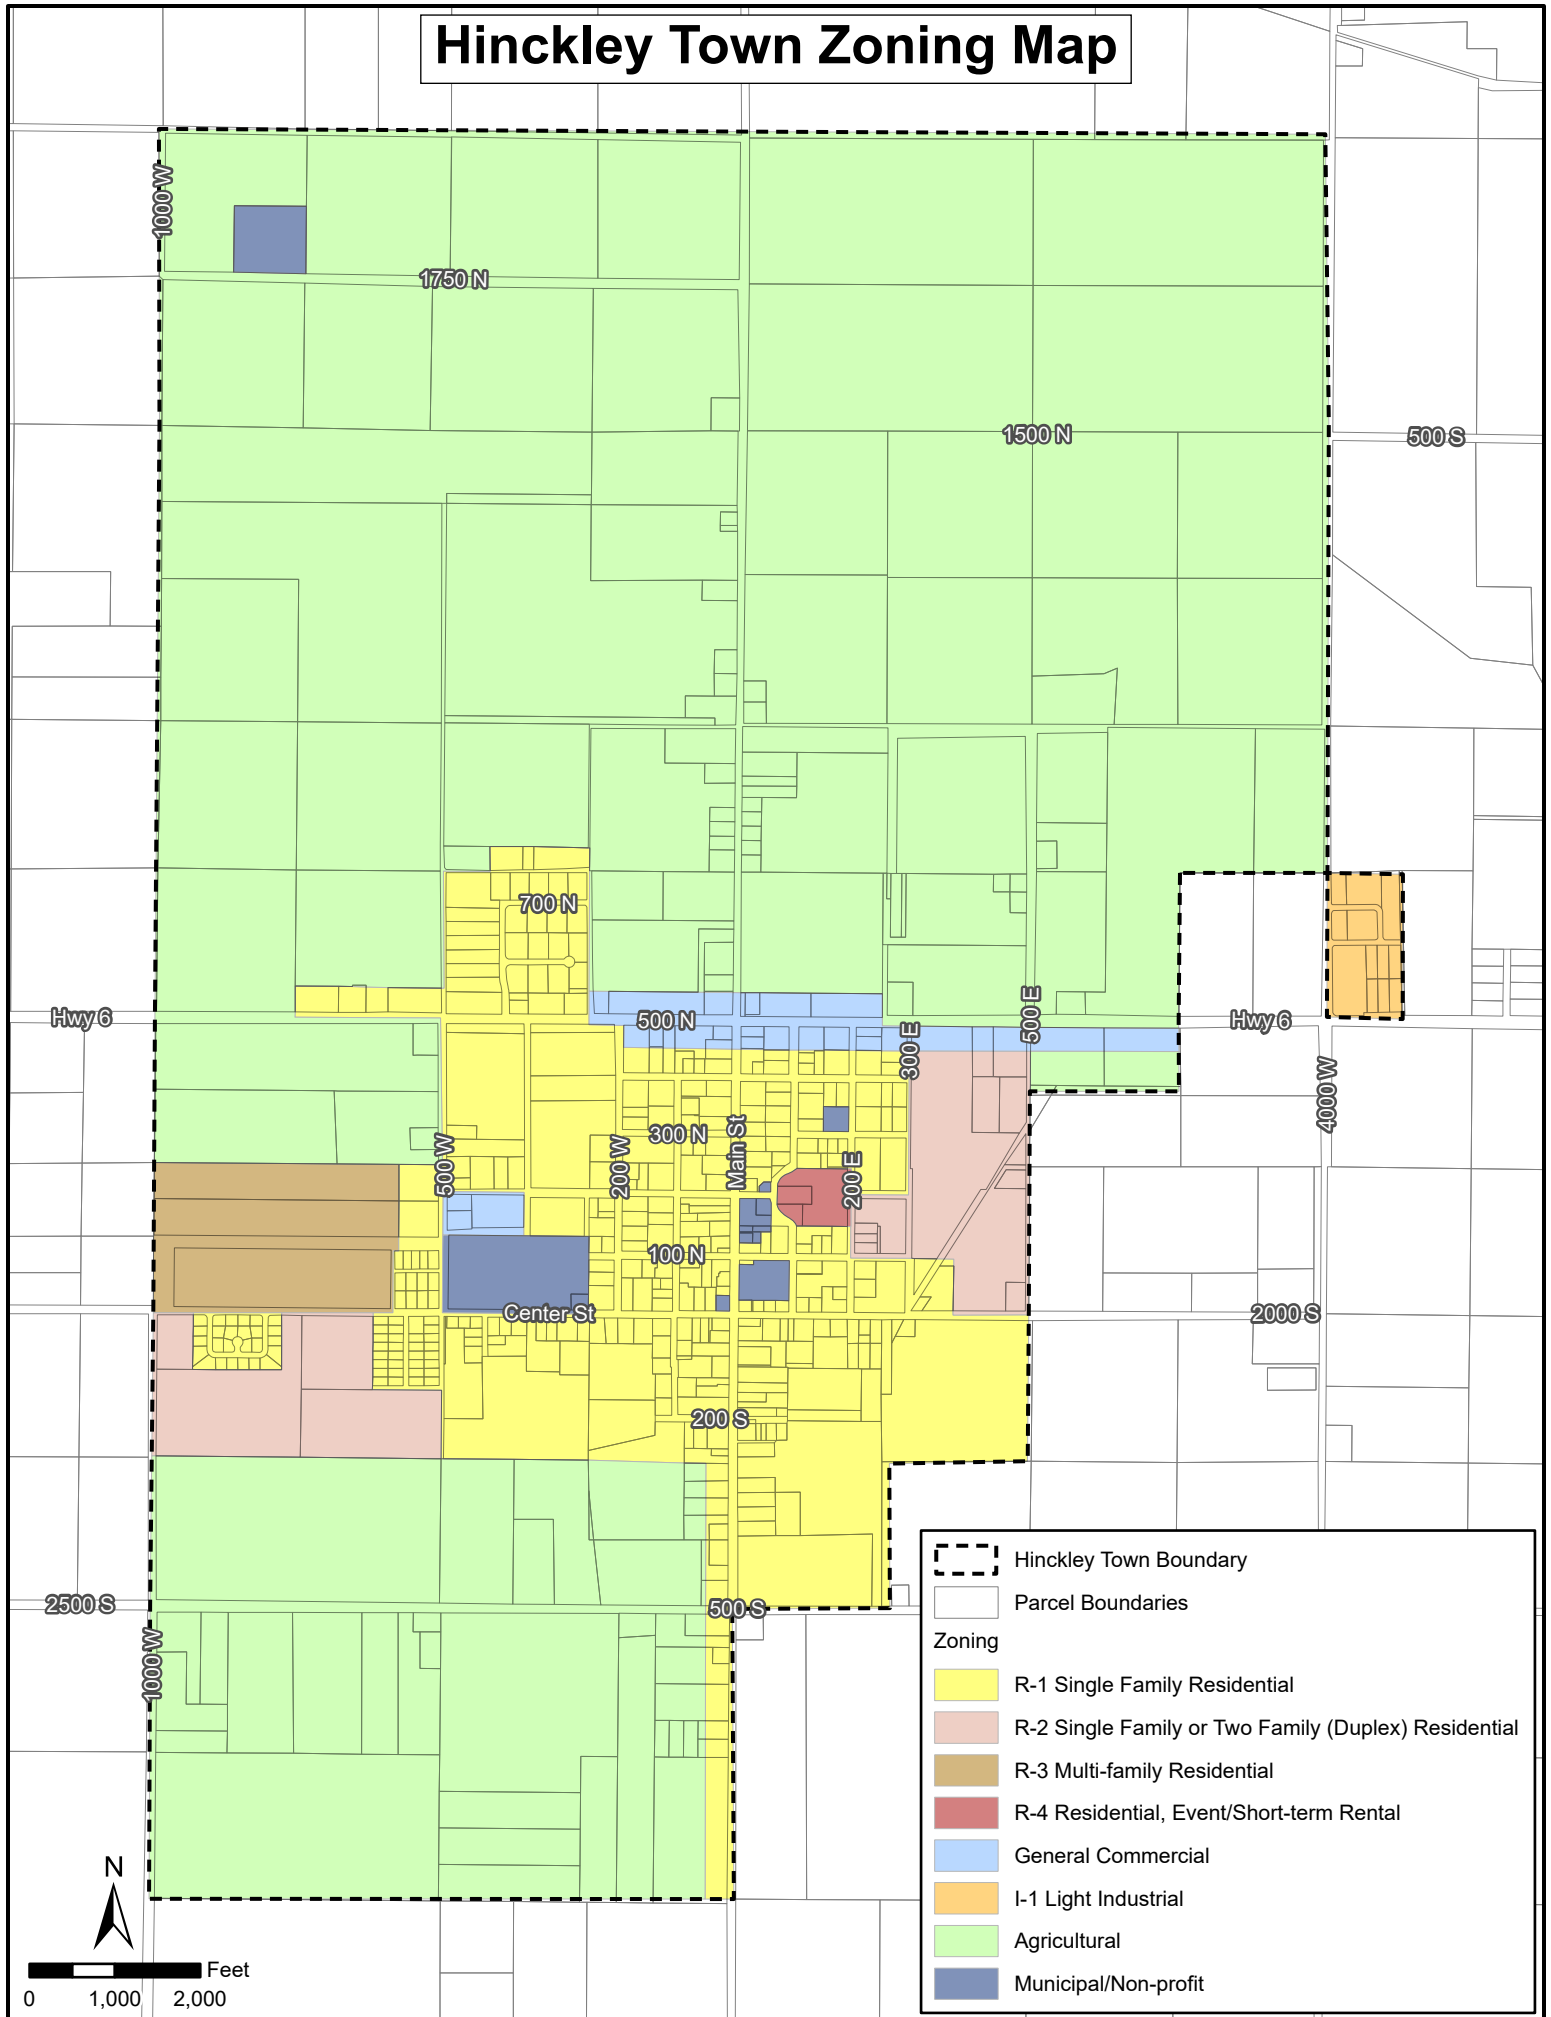 Hinckley Town Zoning Map
1000 W
1750 N
1500 N
500 S
700 N
Hwy 6
500 N
300 E
500 E
Hwy 6
4000 W
500 W
200 W
300 N
Main St
200 E
100 N
Center St
2000 S
200 S
2500 S
500 S
1000 W
Hinckley Town Boundary
Parcel Boundaries
Zoning
R-1 Single Family Residential
R-2 Single Family or Two Family (Duplex) Residential
R-3 Multi-family Residential
R-4 Residential, Event/Short-term Rental
General Commercial
I-1 Light Industrial
Agricultural
Municipal/Non-profit
N
Feet
0 1,000 2,000